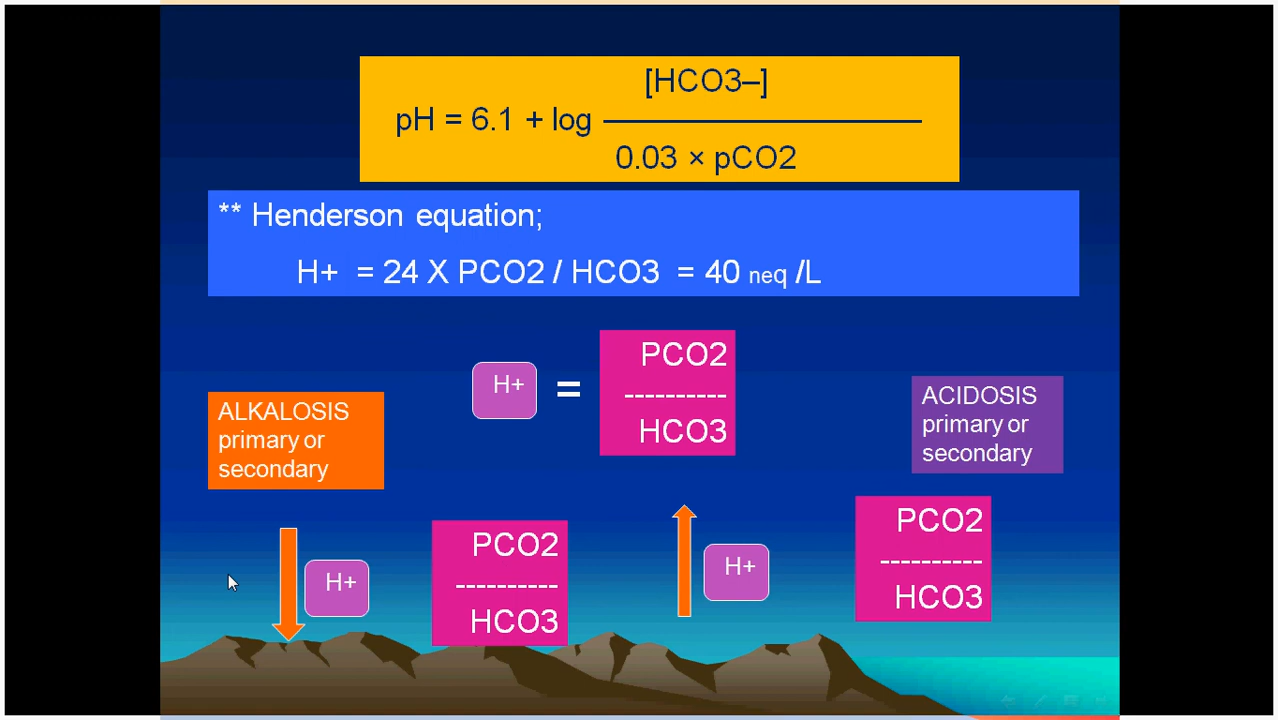 [HCO3–]
pH = 6.1 + log
0.03 × pCO2
** Henderson equation;
H+ = 24 X PCO2 / HCO3 = 40 neq /L
H+ =
PCO2
----------
HCO3
ALKALOSIS
primary or
secondary
ACIDOSIS
primary or
secondary
H+
PCO2
----------
HCO3
H+
PCO2
----------
HCO3